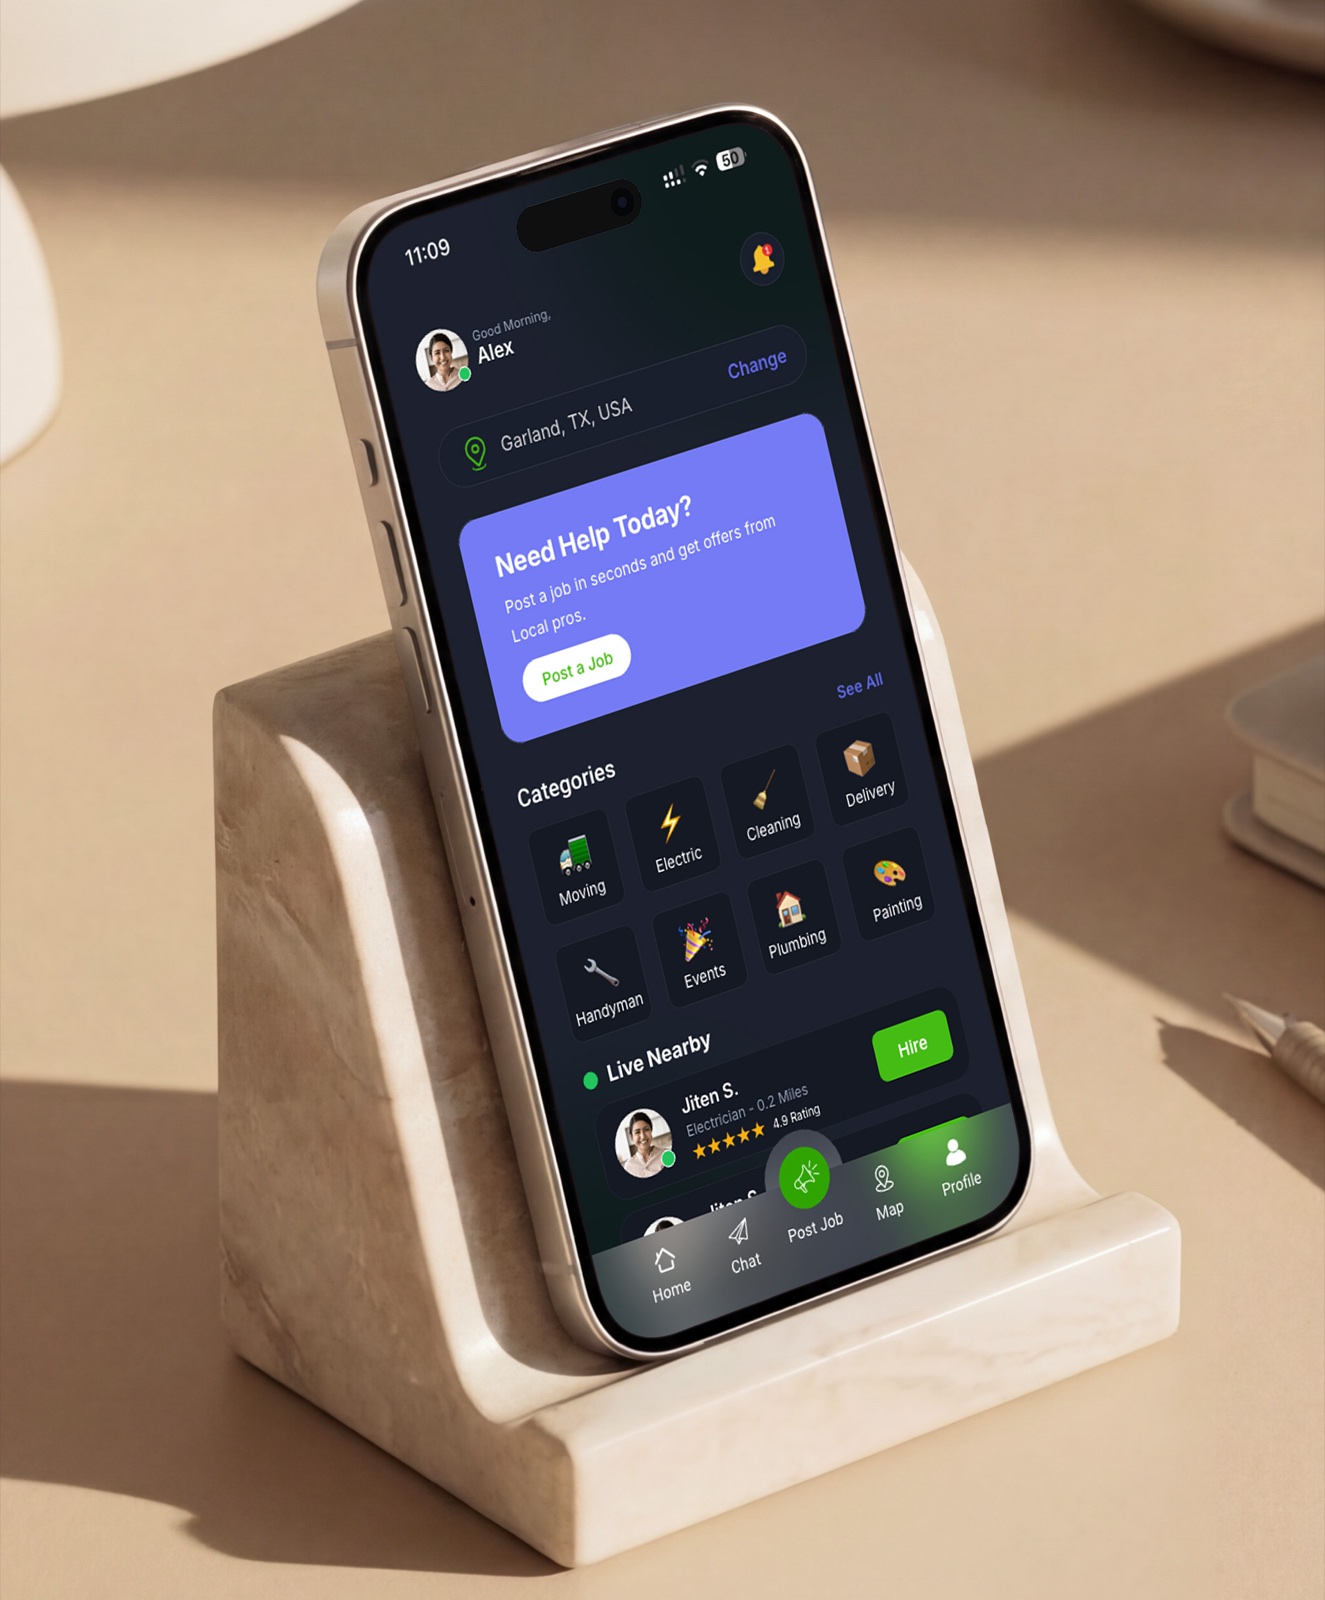 11:09
50
1
Good Morning,
Alex
Garland, TX, USA
Change
Need Help Today?
Post a job in seconds and get offers from
Local pros.
Post a Job
Categories
See All
Moving
Electric
Cleaning
Delivery
Handyman
Events
Plumbing
Painting
Live Nearby
Jiten S.
Electrician - 0.2 Miles
4.9 Rating
Hire
Jiten S.
Home
Chat
Post Job
Map
Profile